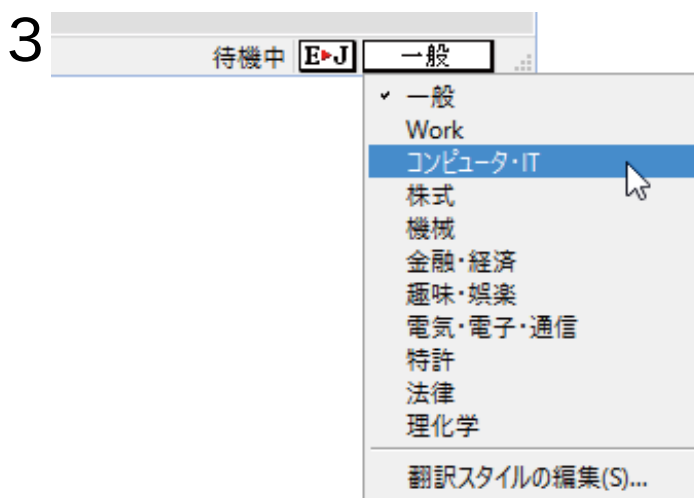 3
待機中 E▶J 一般
✓ 一般
Work
コンピュータ・IT
株式
機械
金融・経済
趣味・娯楽
電気・電子・通信
特許
法律
理化学
翻訳スタイルの編集(S)...